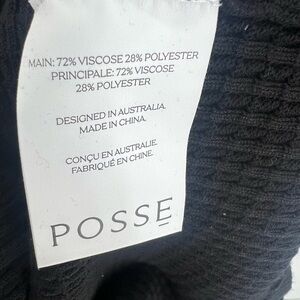 MAIN: 72% VISCOSE 28% POLYESTER
PRINCIPALE: 72% VISCOSE
28% POLYESTER
DESIGNED IN AUSTRALIA.
MADE IN CHINA.
CONÇU EN AUSTRALIE.
FABRIQUÉ EN CHINE.
POSSE